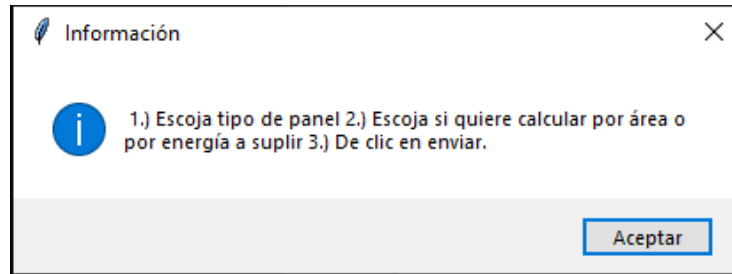 Información
1.) Escoja tipo de panel 2.) Escoja si quiere calcular por área o
por energía a suplir 3.) De clic en enviar.
Aceptar